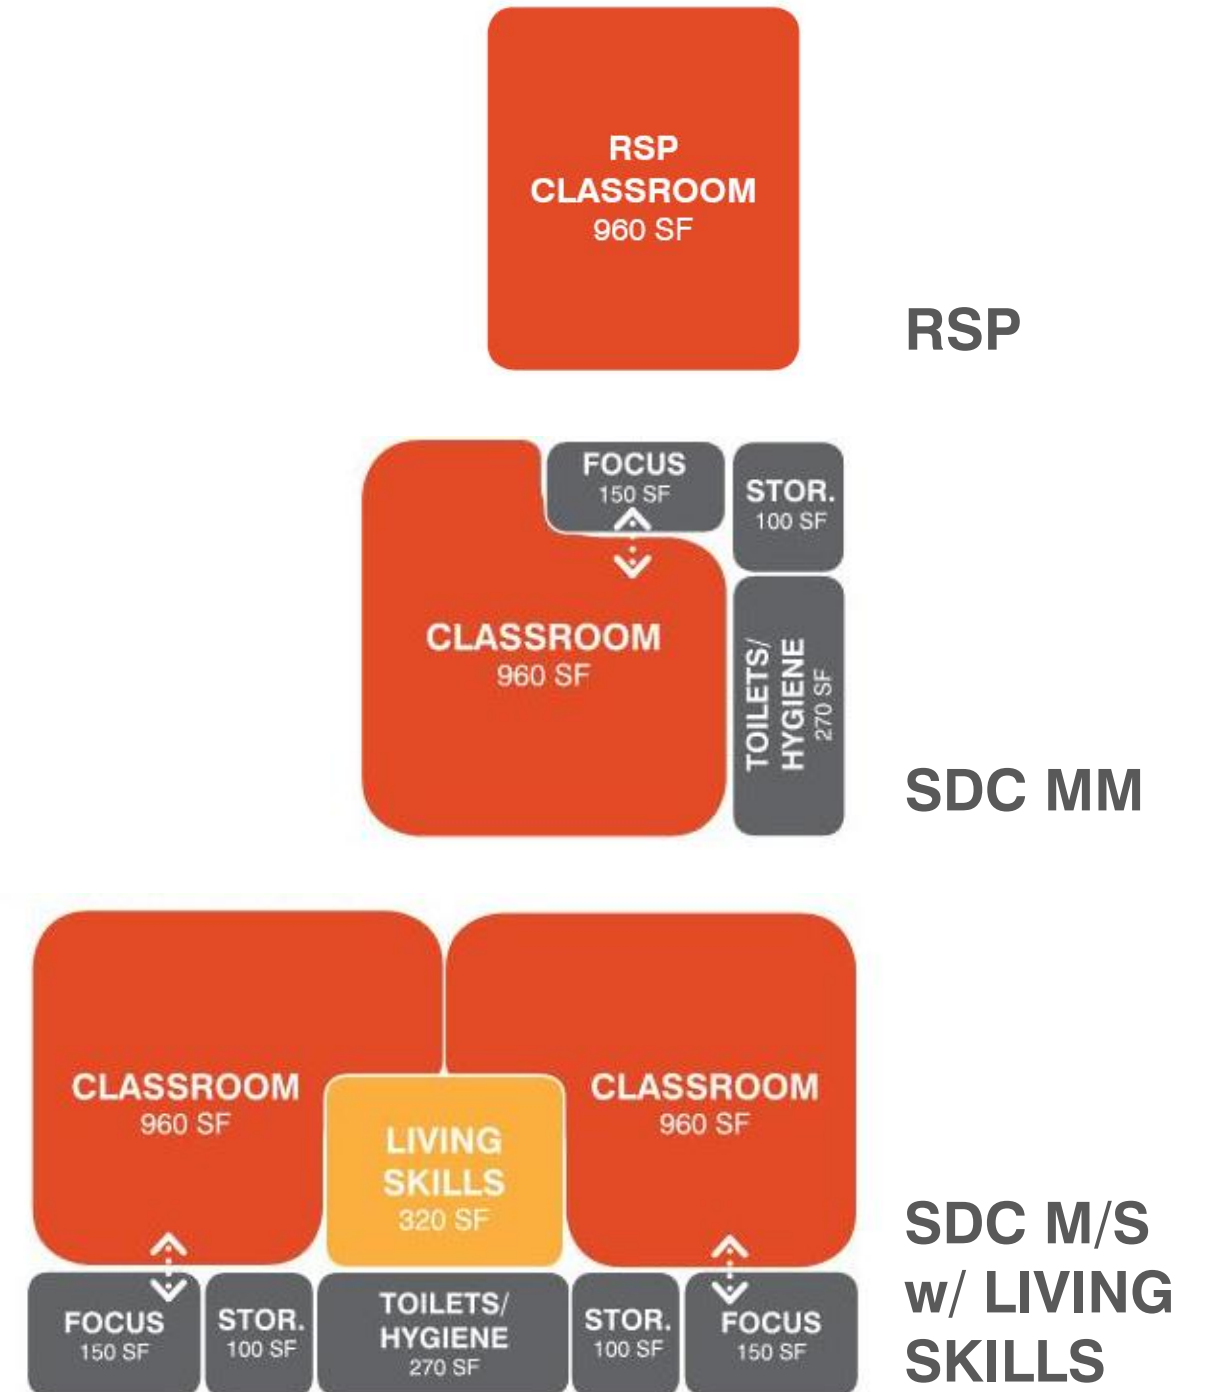 RSP
CLASSROOM
960 SF
RSP
FOCUS
150 SF
STOR.
100 SF
CLASSROOM
960 SF
TOILETS/
HYGIENE
270 SF
SDC MM
CLASSROOM
960 SF
LIVING
SKILLS
320 SF
CLASSROOM
960 SF
FOCUS
150 SF
STOR.
100 SF
TOILETS/
HYGIENE
270 SF
STOR.
100 SF
FOCUS
150 SF
SDC M/S
w/ LIVING
SKILLS